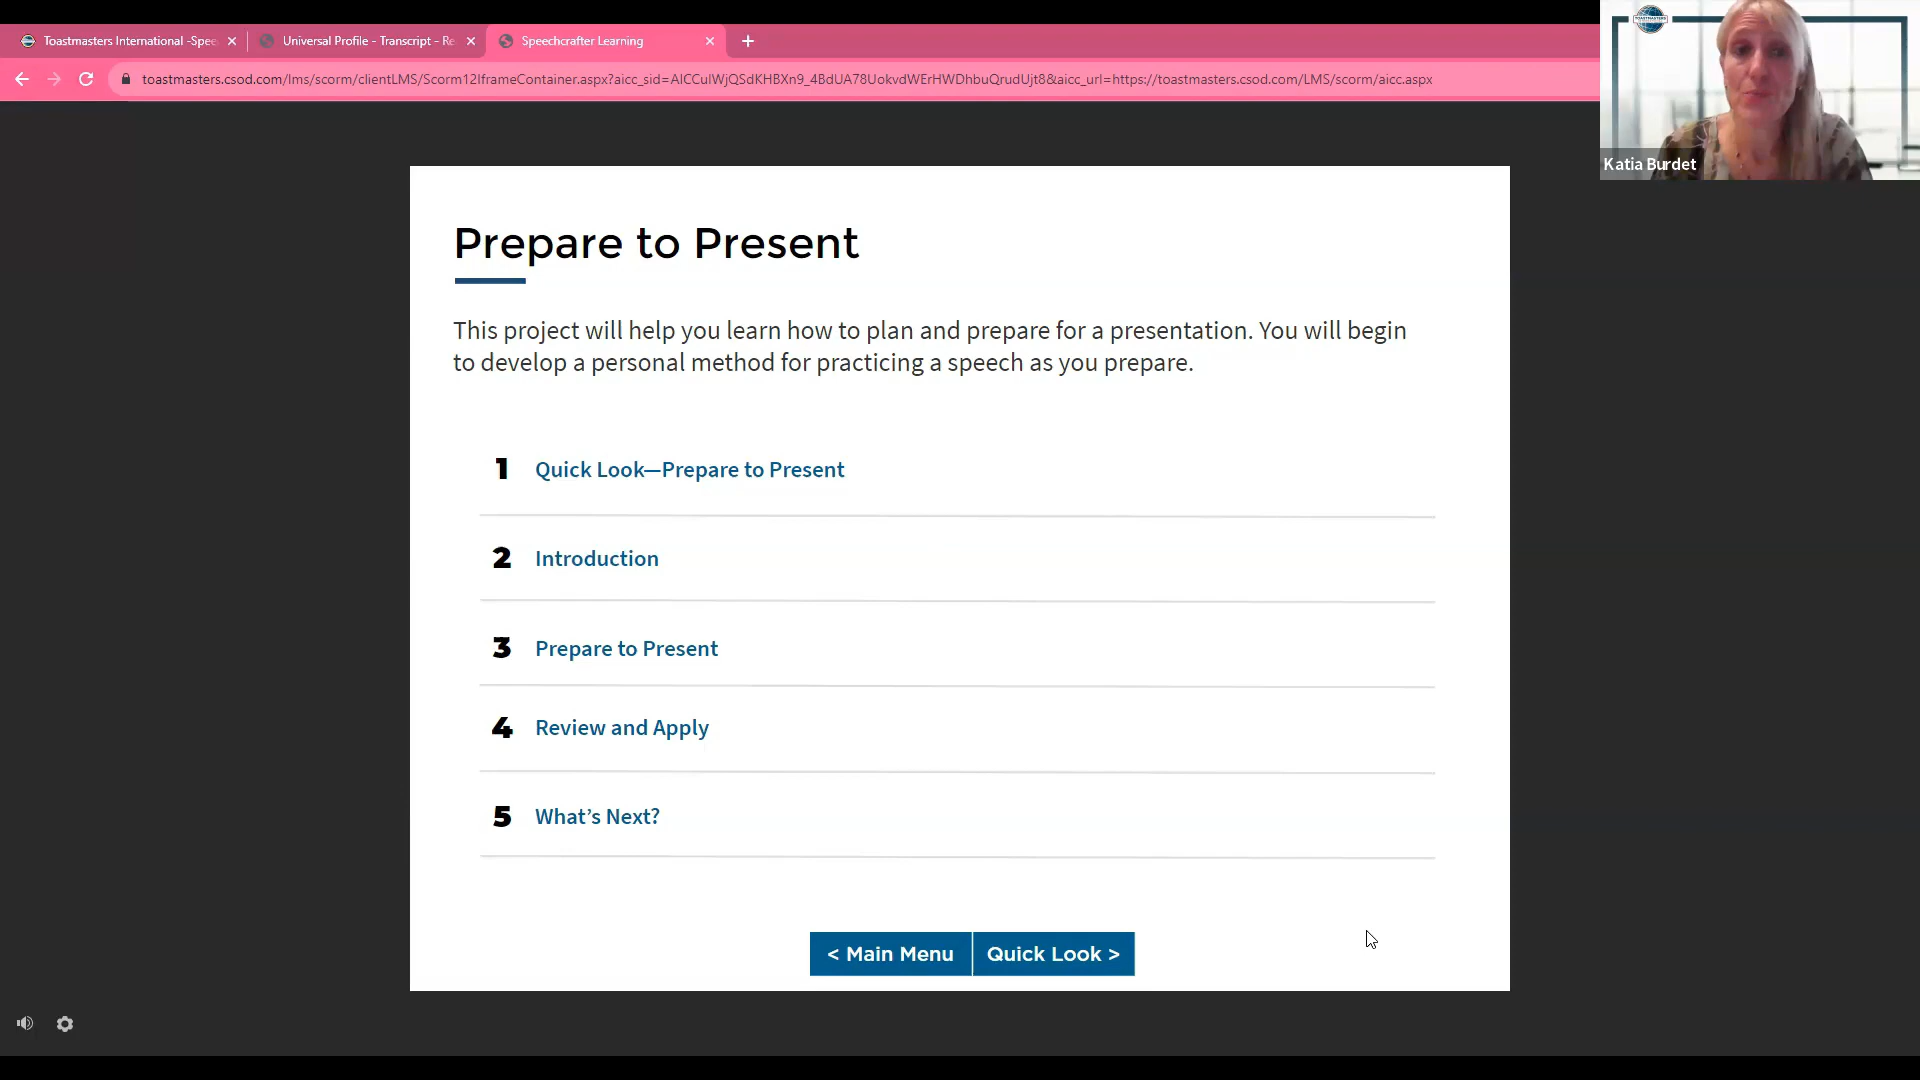 Toastmasters International -Spee
Universal Profile - Transcript - Re
Speechcrafter Learning
toastmasters.csod.com/lms/scorm/clientLMS/Scorm12IframeContainer.aspx?aicc_sid=AICCuIWjQSdKHBXn9_4BdUA78UokvdWErHWDhbuQrudUjt8&aicc_url=https://toastmasters.csod.com/LMS/scorm/aicc.aspx
TOASTMASTERS
Katia Burdet
Prepare to Present
This project will help you learn how to plan and prepare for a presentation. You will begin
to develop a personal method for practicing a speech as you prepare.
1 Quick Look—Prepare to Present
2 Introduction
3 Prepare to Present
4 Review and Apply
5 What's Next?
< Main Menu
Quick Look >